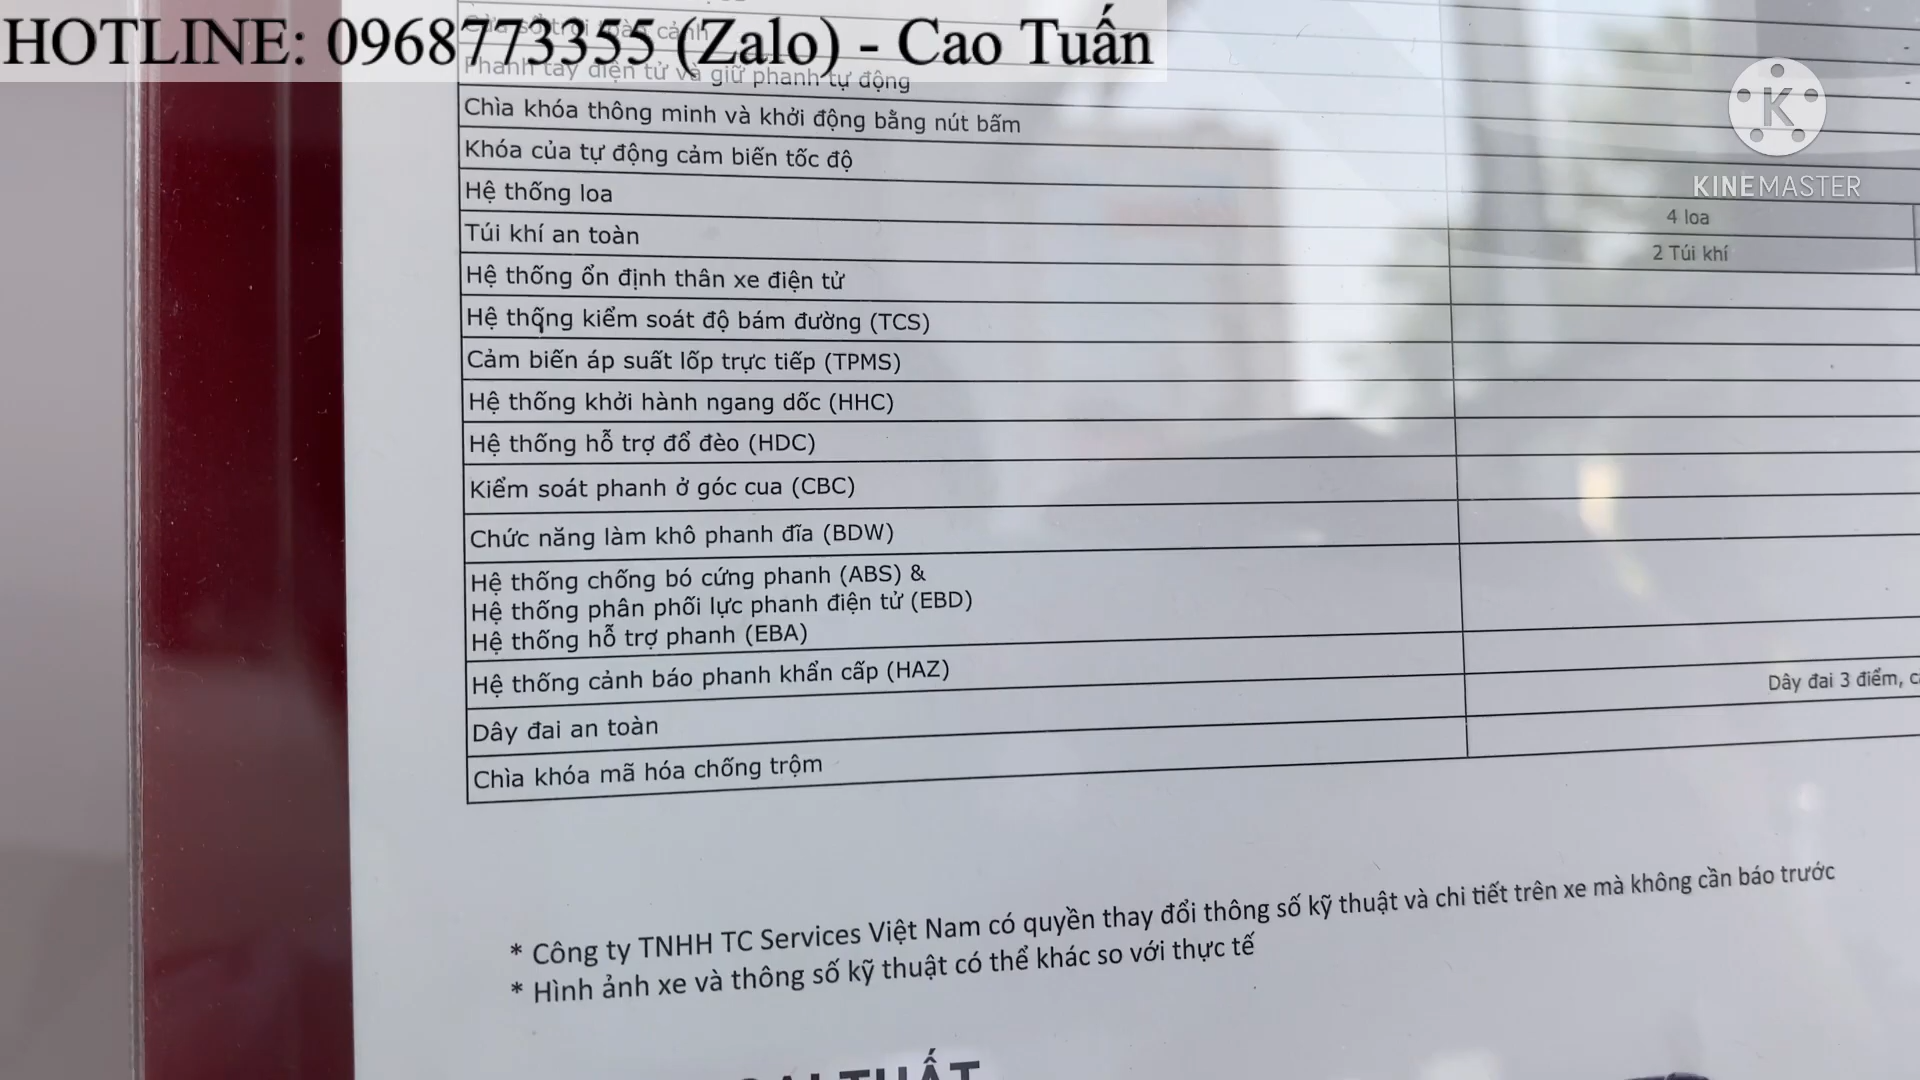 HOTLINE: 0968773355 (Zalo) - Cao Tuấn
Phanh tay điện tử và giữ phanh tự động
Chìa khóa thông minh và khởi động bằng nút bấm
Khóa của tự động cảm biến tốc độ
KINEMASTER
Hệ thống loa
4 loa
Túi khí an toàn
2 Túi khí
Hệ thống ổn định thân xe điện tử
Hệ thống kiểm soát độ bám đường (TCS)
Cảm biến áp suất lốp trực tiếp (TPMS)
Hệ thống khởi hành ngang dốc (HHC)
Hệ thống hỗ trợ đổ đèo (HDC)
Kiểm soát phanh ở góc cua (CBC)
Chức năng làm khô phanh đĩa (BDW)
Hệ thống chống bó cứng phanh (ABS) &
Hệ thống phân phối lực phanh điện tử (EBD)
Hệ thống hỗ trợ phanh (EBA)
Hệ thống cảnh báo phanh khẩn cấp (HAZ)
Dây đai an toàn
Dây đai 3 điểm,
Chìa khóa mã hóa chống trộm
* Công ty TNHH TC Services Việt Nam có quyền thay đổi thông số kỹ thuật và chi tiết trên xe mà không cần báo trước
* Hình ảnh xe và thông số kỹ thuật có thể khác so với thực tế